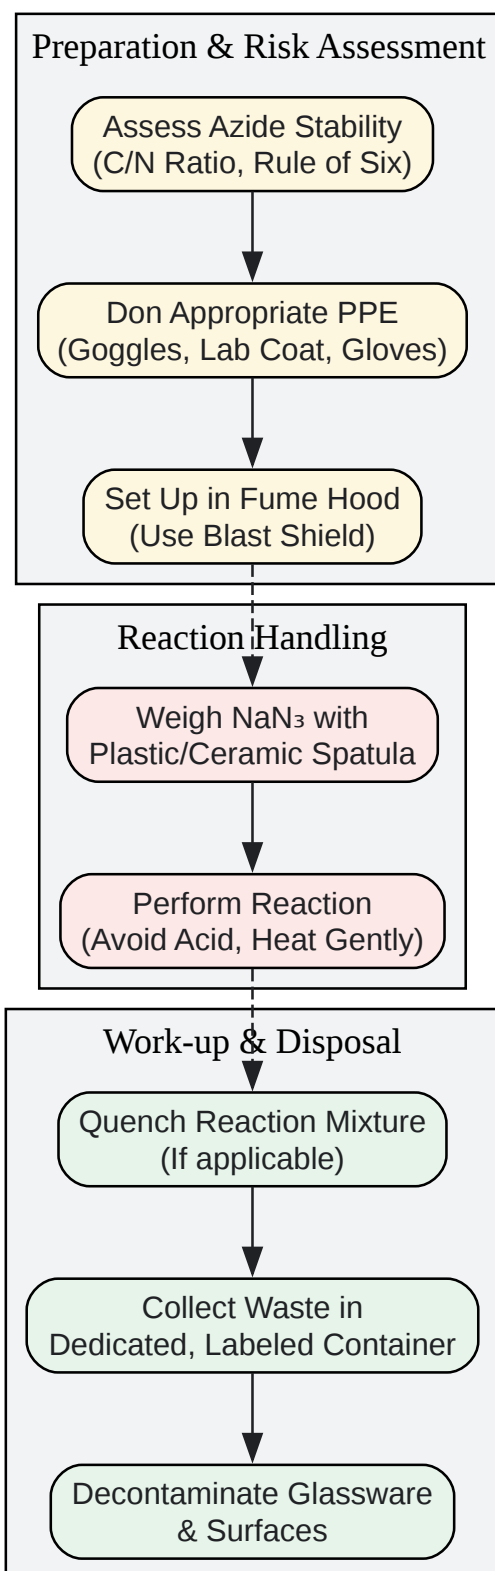 Preparation & Risk Assessment
Assess Azide Stability
(C/N Ratio, Rule of Six)
Don Appropriate PPE
(Goggles, Lab Coat, Gloves)
Set Up in Fume Hood
(Use Blast Shield)
Reaction Handling
Weigh NaN₃ with
Plastic/Ceramic Spatula
Perform Reaction
(Avoid Acid, Heat Gently)
Work-up & Disposal
Quench Reaction Mixture
(If applicable)
Collect Waste in
Dedicated, Labeled Container
Decontaminate Glassware
& Surfaces